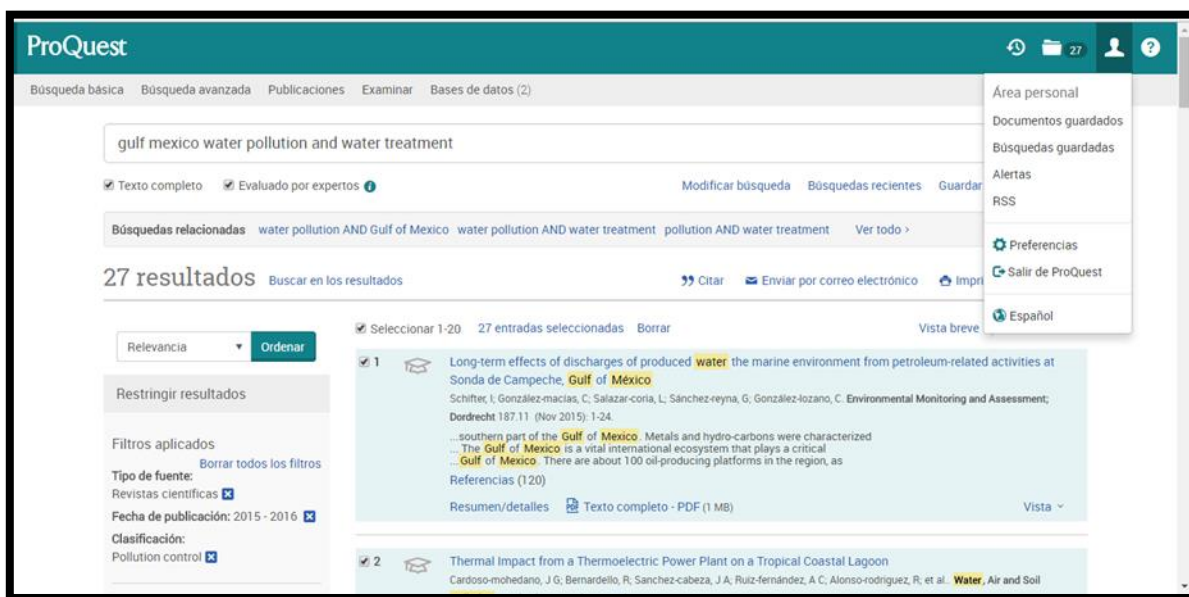 ProQuest
27
Búsqueda básica Búsqueda avanzada Publicaciones Examinar Bases de datos (2)
Área personal
Documentos guardados
Búsquedas guardadas
Alertas
RSS
Preferencias
Salir de ProQuest
Español
gulf mexico water pollution and water treatment
Texto completo Evaluado por expertos
Modificar búsqueda Búsquedas recientes Guardar
Búsquedas relacionadas water pollution AND Gulf of Mexico water pollution AND water treatment pollution AND water treatment Ver todo ›
27 resultados Buscar en los resultados
Citar Enviar por correo electrónico Impri
Relevancia Ordenar
Restringir resultados
Filtros aplicados
Borrar todos los filtros
Tipo de fuente:
Revistas científicas
Fecha de publicación: 2015 - 2016
Clasificación:
Pollution control
Seleccionar 1-20 27 entradas seleccionadas Borrar
Vista breve
1 Long-term effects of discharges of produced water the marine environment from petroleum-related activities at
Sonda de Campeche, Gulf of México
Schifter, I; González-macías, C; Salazar-coria, L; Sánchez-reyna, G; González-lozano, C. Environmental Monitoring and Assessment;
Dordrecht 187.11 (Nov 2015): 1-24.
...southern part of the Gulf of Mexico. Metals and hydro-carbons were characterized
... The Gulf of Mexico is a vital international ecosystem that plays a critical
...Gulf of Mexico. There are about 100 oil-producing platforms in the region, as
Referencias (120)
Resumen/detalles Texto completo - PDF (1 MB) Vista
2 Thermal Impact from a Thermoelectric Power Plant on a Tropical Coastal Lagoon
Cardoso-mohedano, J G; Bernardello, R; Sanchez-cabeza, J A; Ruiz-fernández, A C; Alonso-rodriguez, R; et al.. Water, Air and Soil